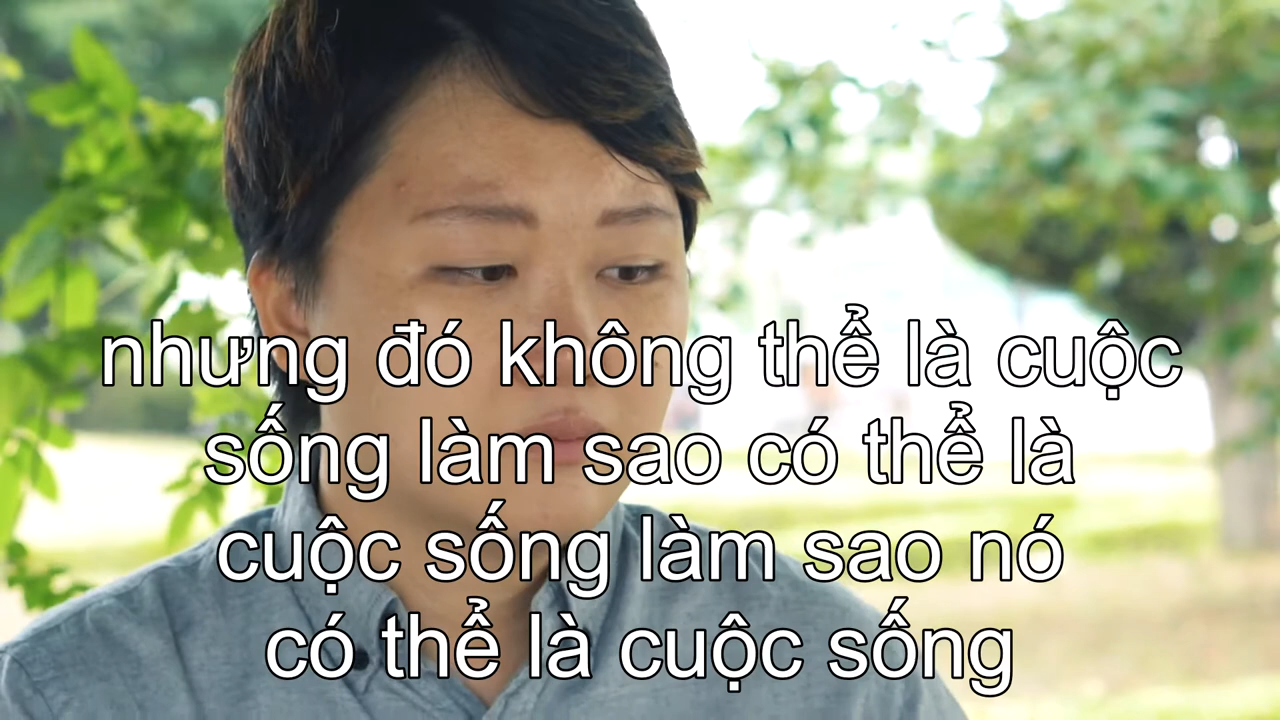 nhưng đó không thể là cuộc
sống làm sao có thể là
cuộc sống làm sao nó
có thể là cuộc sống